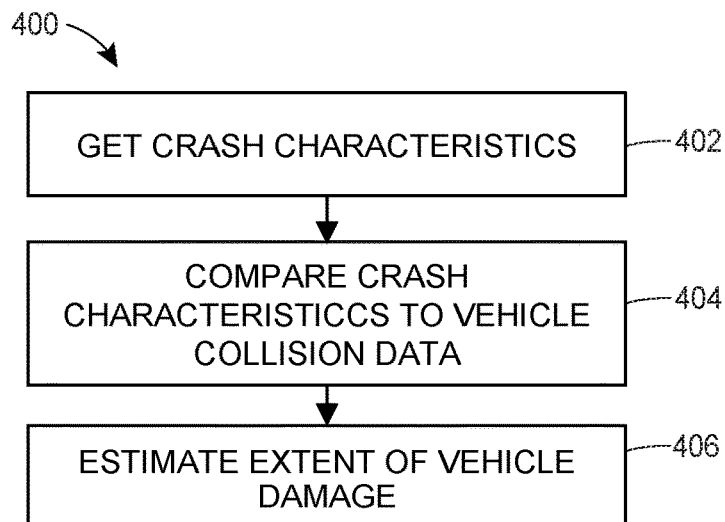 400
GET CRASH CHARACTERISTICS
402
COMPARE CRASH
CHARACTERISTICCS TO VEHICLE
COLLISION DATA
404
ESTIMATE EXTENT OF VEHICLE
DAMAGE
406